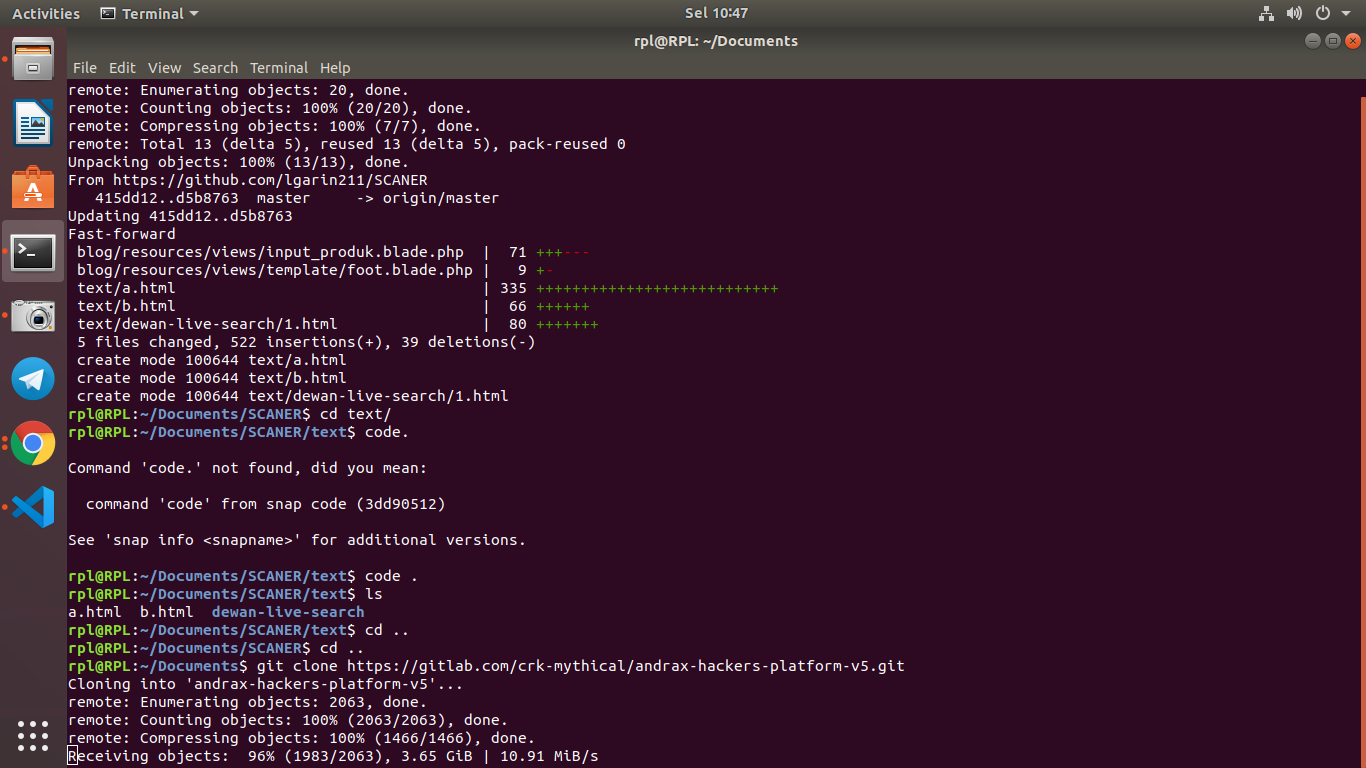 Activities Terminal Sel 10:47
rpl@RPL: ~/Documents
File Edit View Search Terminal Help
remote: Enumerating objects: 20, done.
remote: Counting objects: 100% (20/20), done.
remote: Compressing objects: 100% (7/7), done.
remote: Total 13 (delta 5), reused 13 (delta 5), pack-reused 0
Unpacking objects: 100% (13/13), done.
From https://github.com/lgarin211/SCANER
   415dd12..d5b8763  master     -> origin/master
Updating 415dd12..d5b8763
Fast-forward
 blog/resources/views/input_produk.blade.php  |  71 +++---
 blog/resources/views/template/foot.blade.php |   9 +-
 text/a.html                                  | 335 +++++++++++++++++++++++++++
 text/b.html                                  |  66 ++++++
 text/dewan-live-search/1.html                |  80 +++++++
 5 files changed, 522 insertions(+), 39 deletions(-)
 create mode 100644 text/a.html
 create mode 100644 text/b.html
 create mode 100644 text/dewan-live-search/1.html
rpl@RPL:~/Documents/SCANER$ cd text/
rpl@RPL:~/Documents/SCANER/text$ code.
Command 'code.' not found, did you mean:
  command 'code' from snap code (3dd90512)
See 'snap info <snapname>' for additional versions.
rpl@RPL:~/Documents/SCANER/text$ code .
rpl@RPL:~/Documents/SCANER/text$ ls
a.html  b.html  dewan-live-search
rpl@RPL:~/Documents/SCANER/text$ cd ..
rpl@RPL:~/Documents/SCANER$ cd ..
rpl@RPL:~/Documents$ git clone https://gitlab.com/crk-mythical/andrax-hackers-platform-v5.git
Cloning into 'andrax-hackers-platform-v5'...
remote: Enumerating objects: 2063, done.
remote: Counting objects: 100% (2063/2063), done.
remote: Compressing objects: 100% (1466/1466), done.
Receiving objects:  96% (1983/2063), 3.65 GiB | 10.91 MiB/s